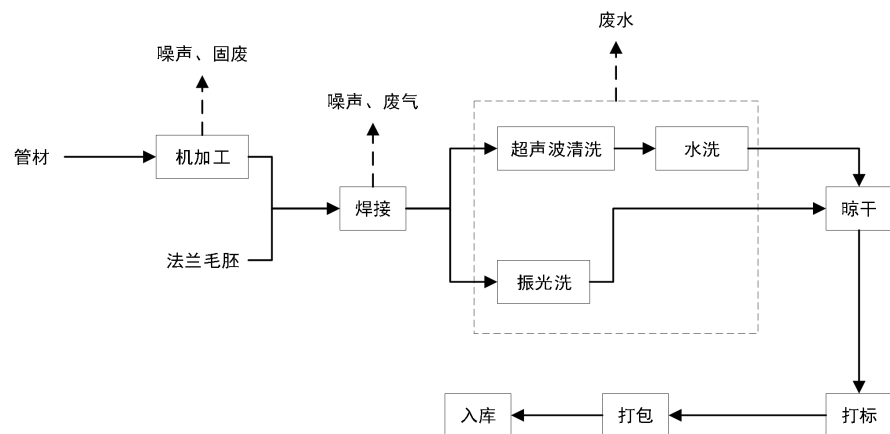 废水
噪声、固废
噪声、废气
管材
机加工
超声波清洗
水洗
焊接
晾干
法兰毛胚
振光洗
入库
打包
打标